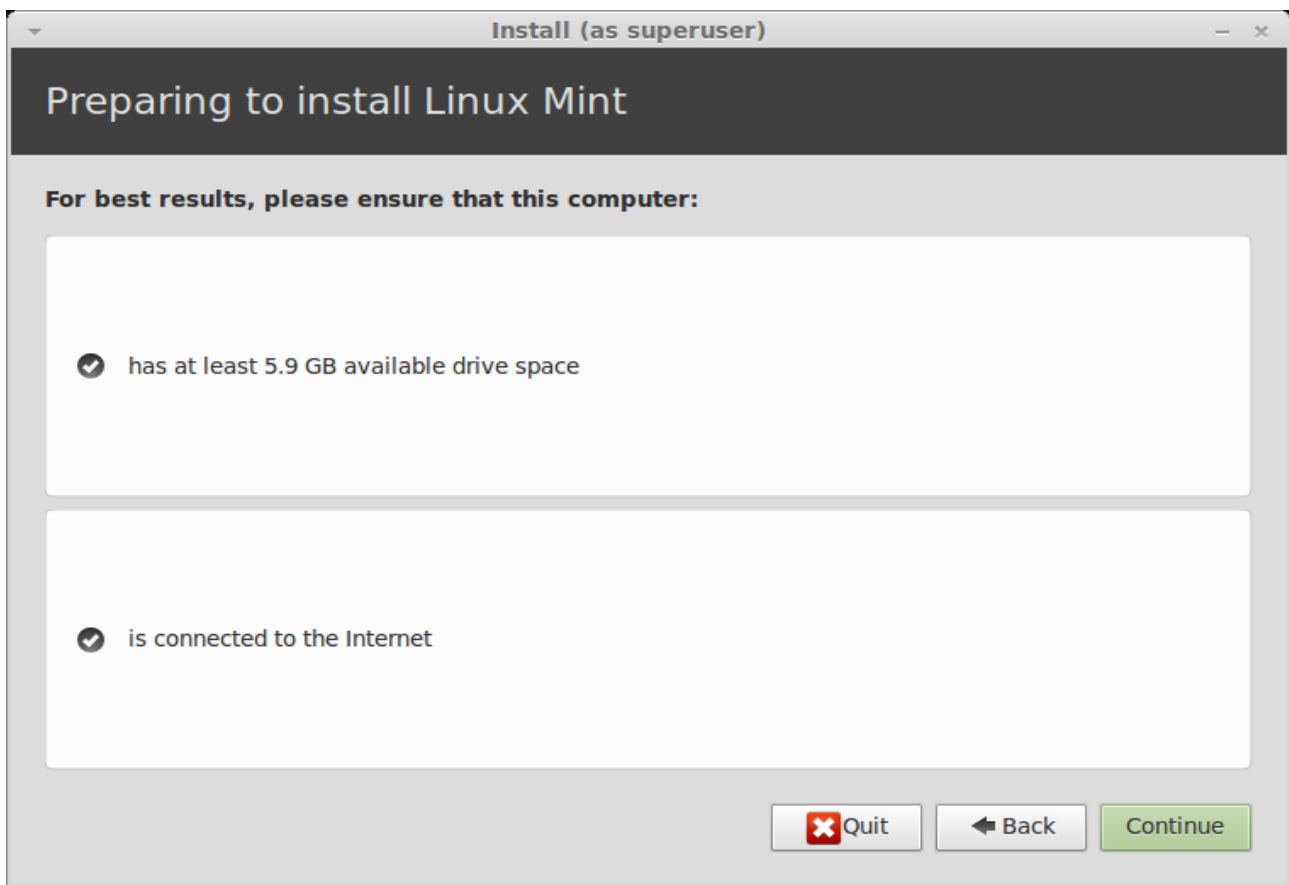 Install (as superuser)
Preparing to install Linux Mint
For best results, please ensure that this computer:
has at least 5.9 GB available drive space
is connected to the Internet
Quit
Back
Continue